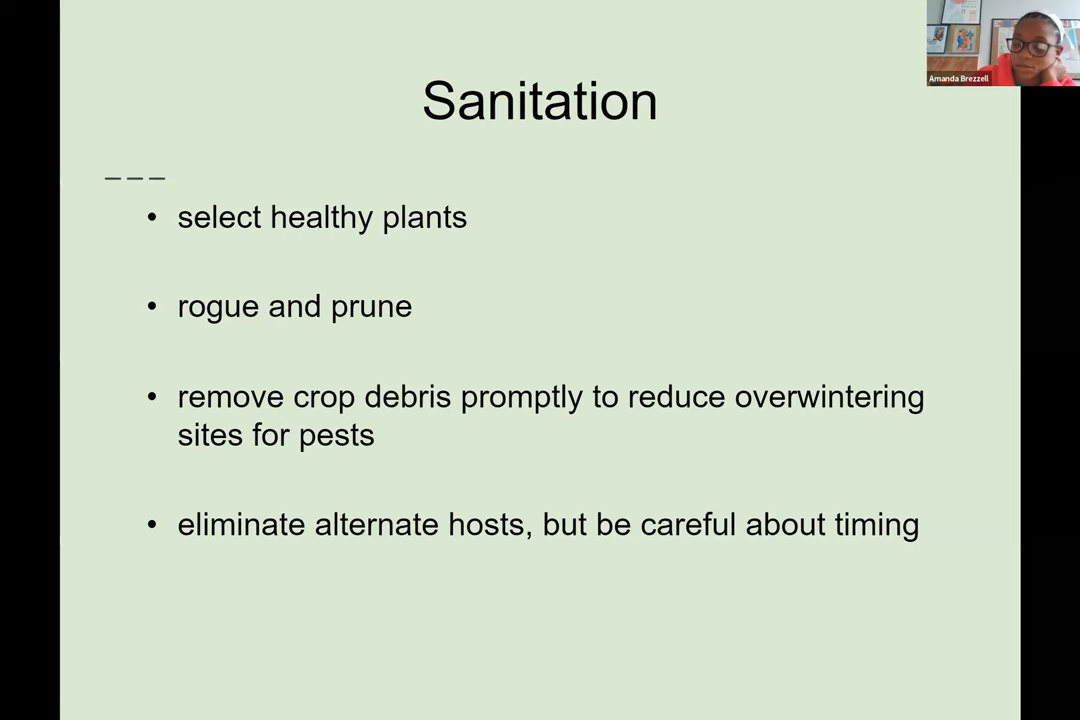 Amanda Brezzell
Sanitation
• select healthy plants
• rogue and prune
• remove crop debris promptly to reduce overwintering
sites for pests
• eliminate alternate hosts, but be careful about timing